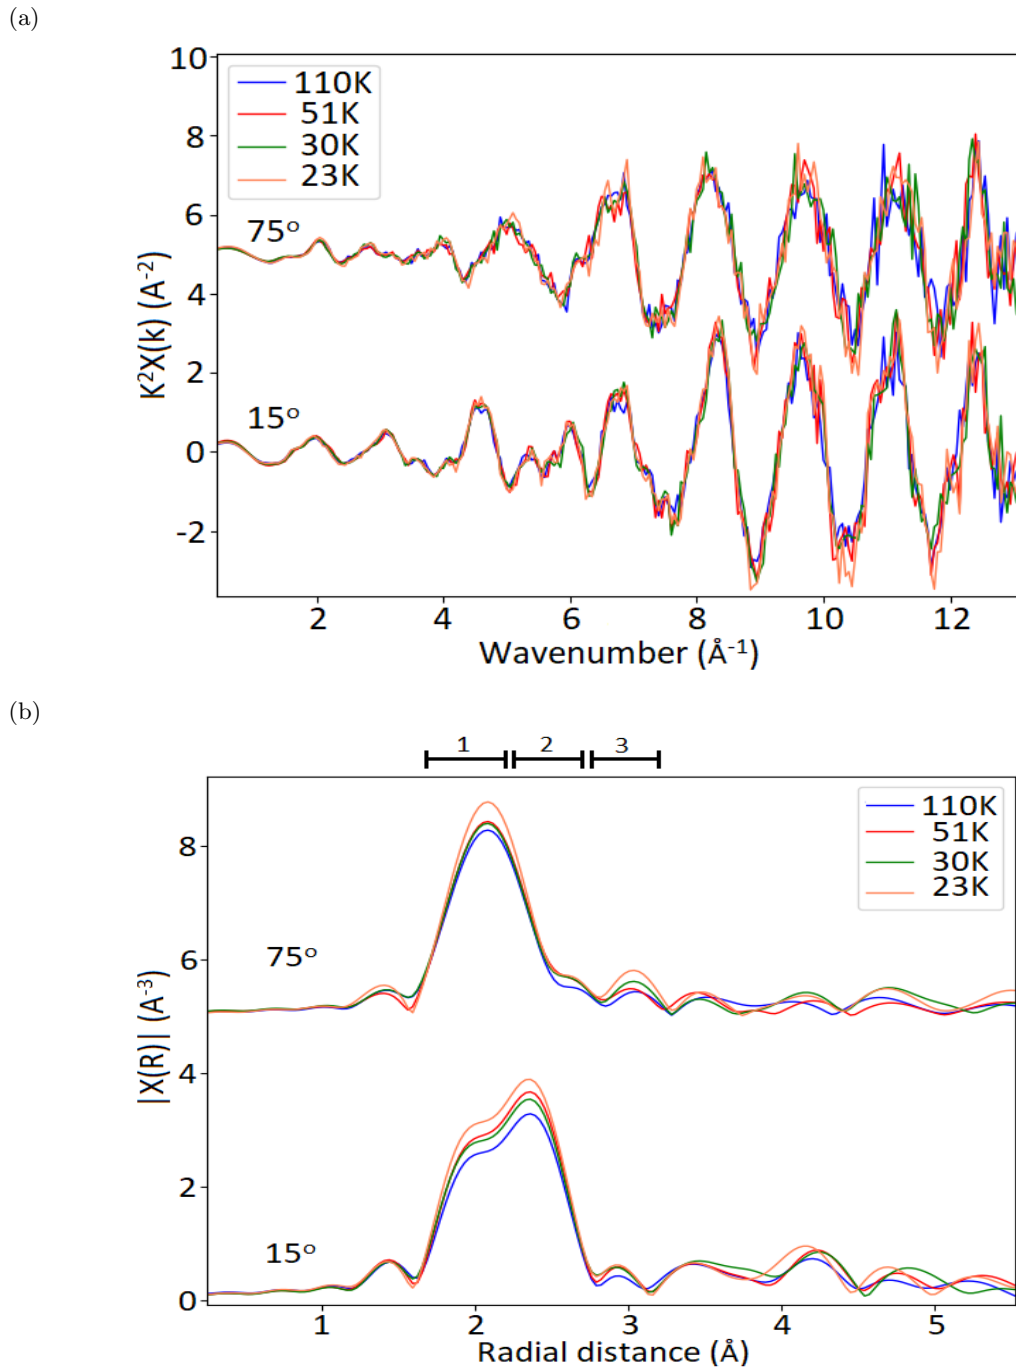 (a)
10
8
6
4
2
0
-2
K²X(k) (A⁻²)
110K
51K
30K
23K
75°
15°
2
4
6
8
10
12
Wavenumber (Å⁻¹)
(b)
1
2
3
8
6
4
2
0
|X(R)| (A⁻³)
110K
51K
30K
23K
75°
15°
1
2
3
4
5
Radial distance (Å)